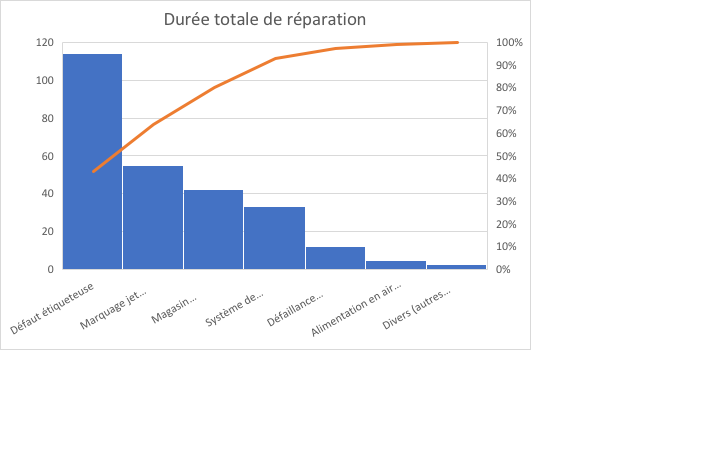 Durée totale de réparation
120 100%
90%
100 80%
80 70%
60%
60 50%
40 40%
30%
20 20%
10%
0 0%
Défaut étiqueteuse
Marquage jet...
Magasin...
Système de...
Défaillance...
Alimentation en air...
Divers (autres...